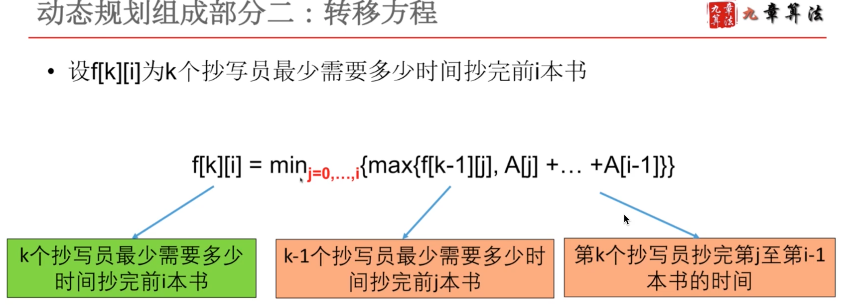 动态规划组成部分二：转移方程
九章算法 九章算法
• 设f[k][i]为k个抄写员最少需要多少时间抄完前i本书
f[k][i] = min_{j=0,…,i}{max{f[k-1][j], A[j] +… +A[i-1]}}
k个抄写员最少需要多少
时间抄完前i本书
k-1个抄写员最少需要多少时
间抄完前j本书
第k个抄写员抄完第j至第i-1
本书的时间